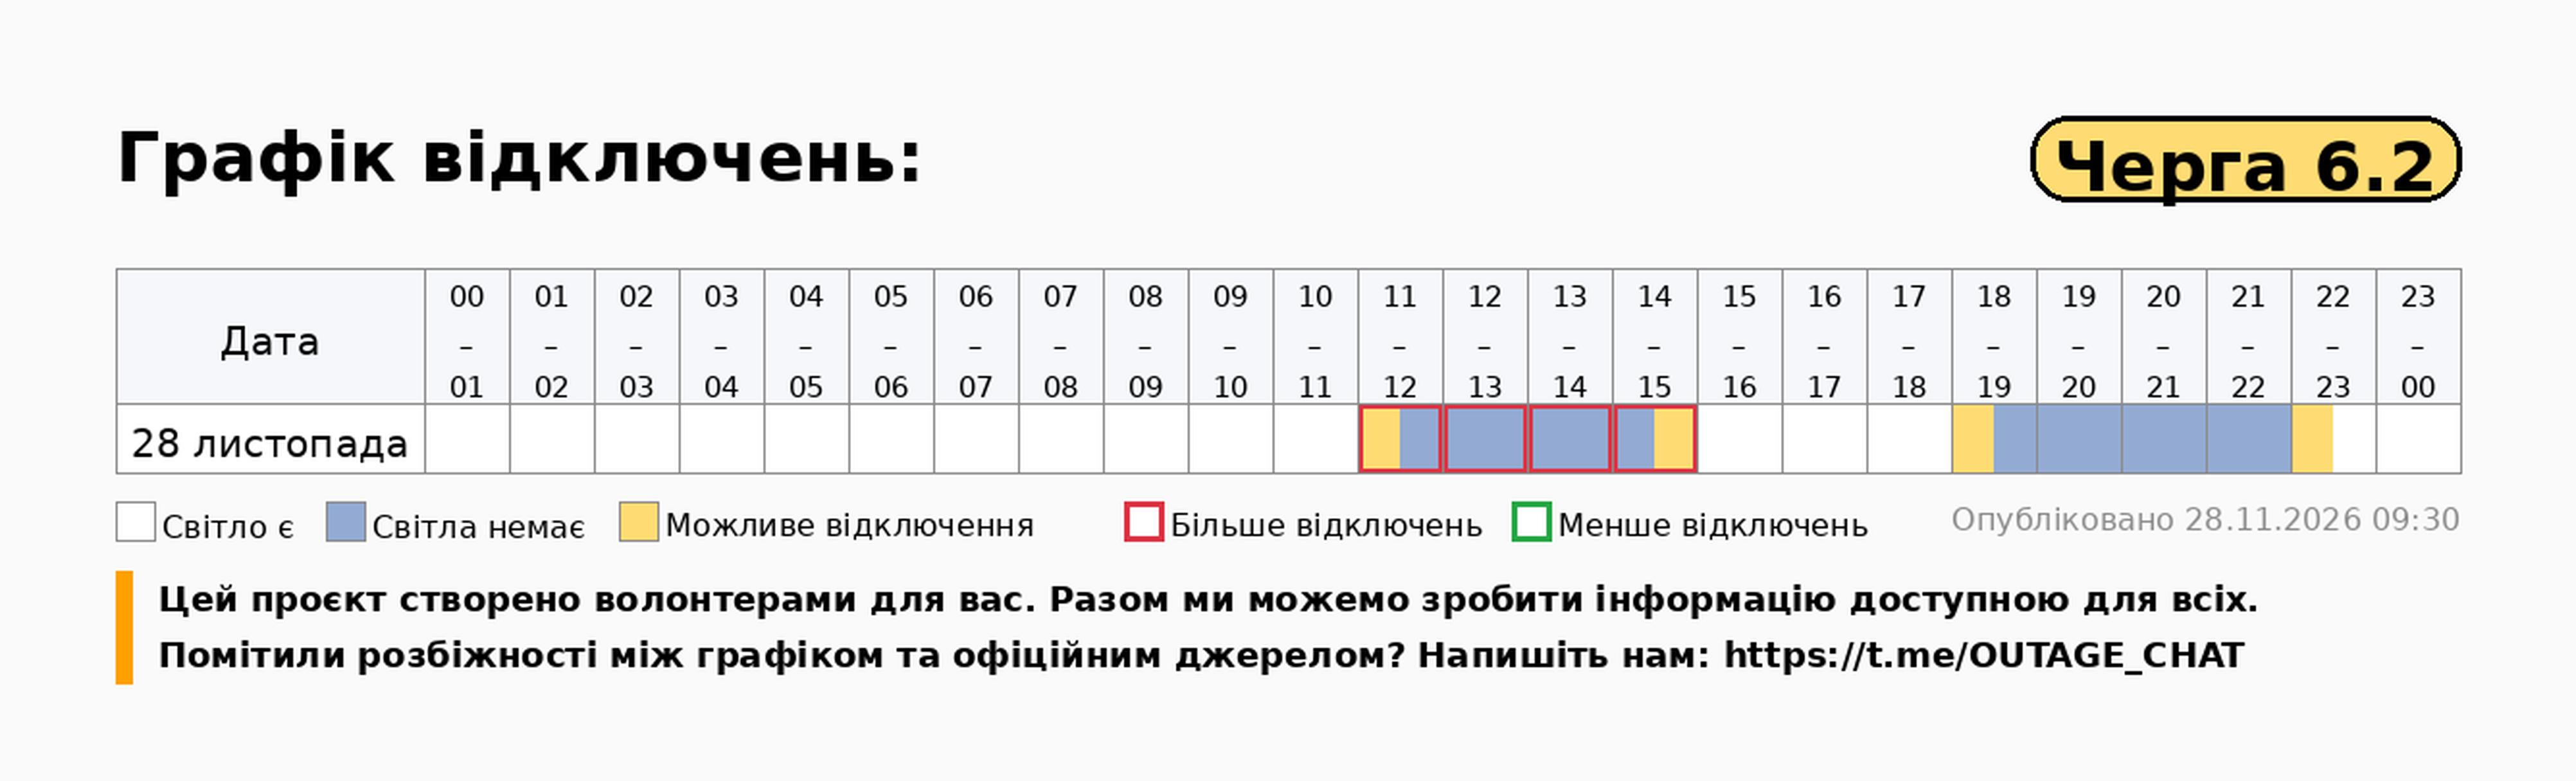 Графік відключень:
Черга 6.2
Дата
00 – 01
01 – 02
02 – 03
03 – 04
04 – 05
05 – 06
06 – 07
07 – 08
08 – 09
09 – 10
10 – 11
11 – 12
12 – 13
13 – 14
14 – 15
15 – 16
16 – 17
17 – 18
18 – 19
19 – 20
20 – 21
21 – 22
22 – 23
23 – 00
28 листопада
Світло є
Світла немає
Можливе відключення
Більше відключень
Менше відключень
Опубліковано 28.11.2026 09:30
Цей проєкт створено волонтерами для вас. Разом ми можемо зробити інформацію доступною для всіх.
Помітили розбіжності між графіком та офіційним джерелом? Напишіть нам: https://t.me/OUTAGE_CHAT